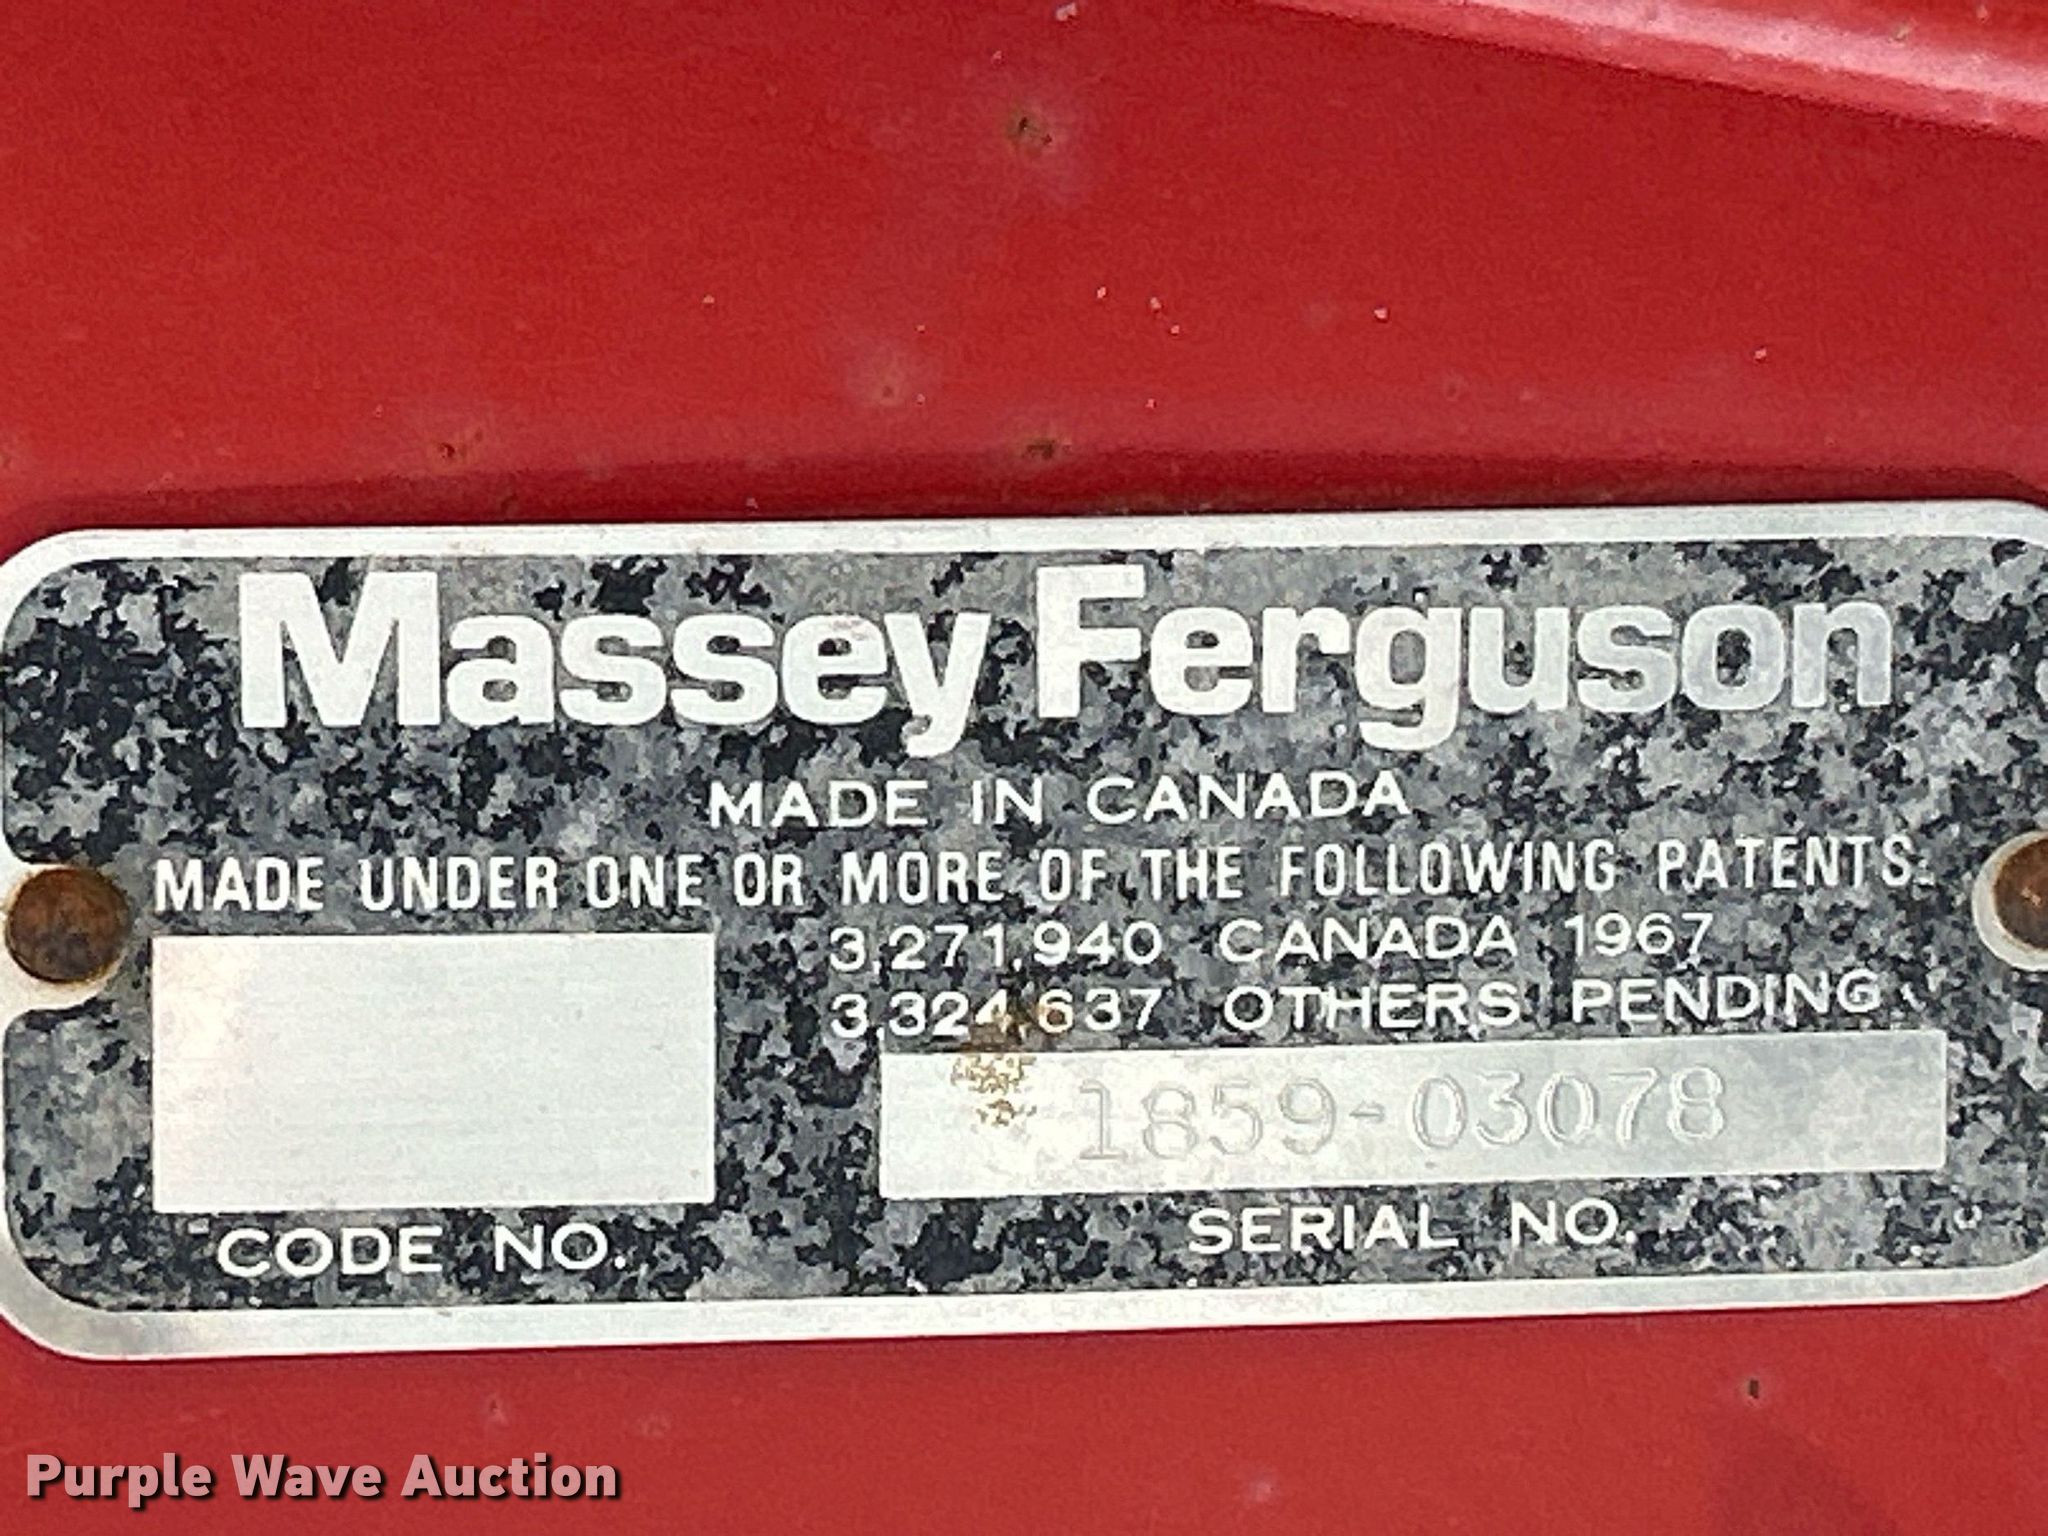 Massey Ferguson
MADE IN CANADA
MADE UNDER ONE OR MORE OF THE FOLLOWING PATENTS.
3,271,940 CANADA 1967
3,324,637 OTHERS PENDING
1859-03078
CODE NO.
SERIAL NO.
Purple Wave Auction